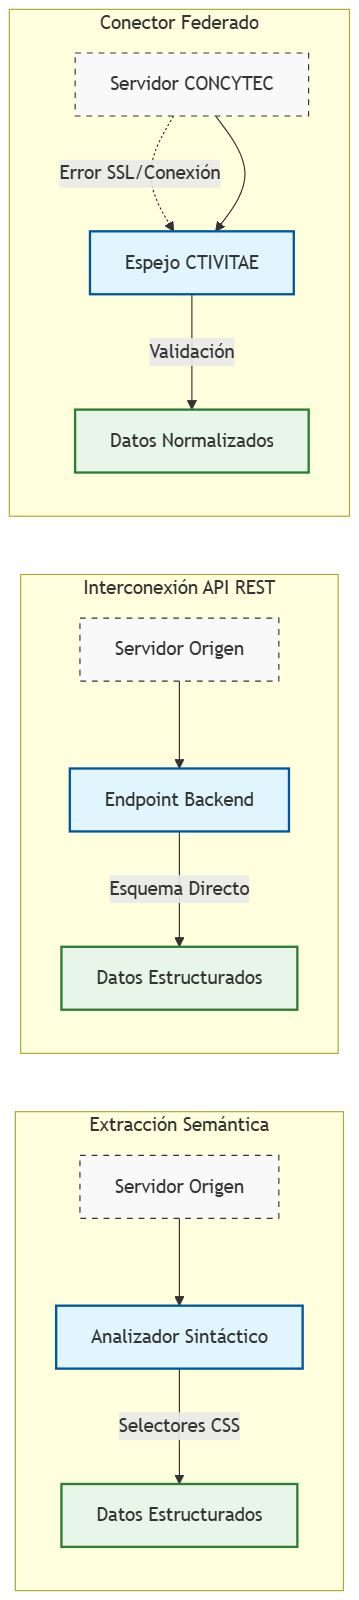 Conector Federado
Servidor CONCYTEC
Error SSL/Conexión
Espejo CTIVITAE
Validación
Datos Normalizados
Interconexión API REST
Servidor Origen
Endpoint Backend
Esquema Directo
Datos Estructurados
Extracción Semántica
Servidor Origen
Analizador Sintáctico
Selectores CSS
Datos Estructurados